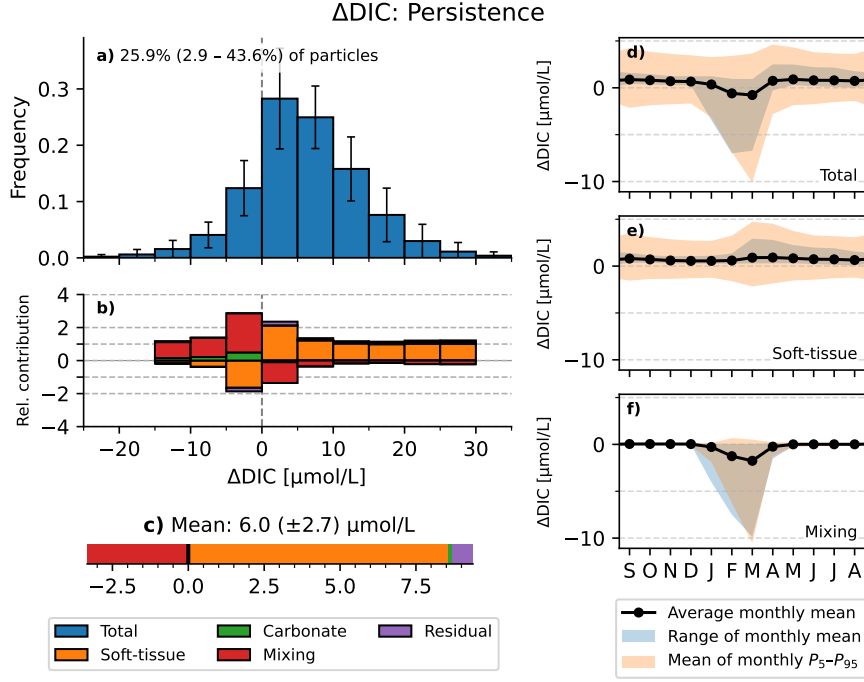 ΔDIC: Persistence
a) 25.9% (2.9 – 43.6%) of particles
Frequency
0.3
0.2
0.1
0.0
b)
Rel. contribution
4
2
0
−2
−4
−20
−10
0
10
20
30
ΔDIC [μmol/L]
c) Mean: 6.0 (±2.7) μmol/L
−2.5
0.0
2.5
5.0
7.5
Total
Soft-tissue
Carbonate
Mixing
Residual
d)
ΔDIC [μmol/L]
0
−10
Total
e)
ΔDIC [μmol/L]
0
−10
Soft-tissue
f)
ΔDIC [μmol/L]
0
−10
Mixing
S O N D J F M A M J J A
Average monthly mean
Range of monthly mean
Mean of monthly P5–P95